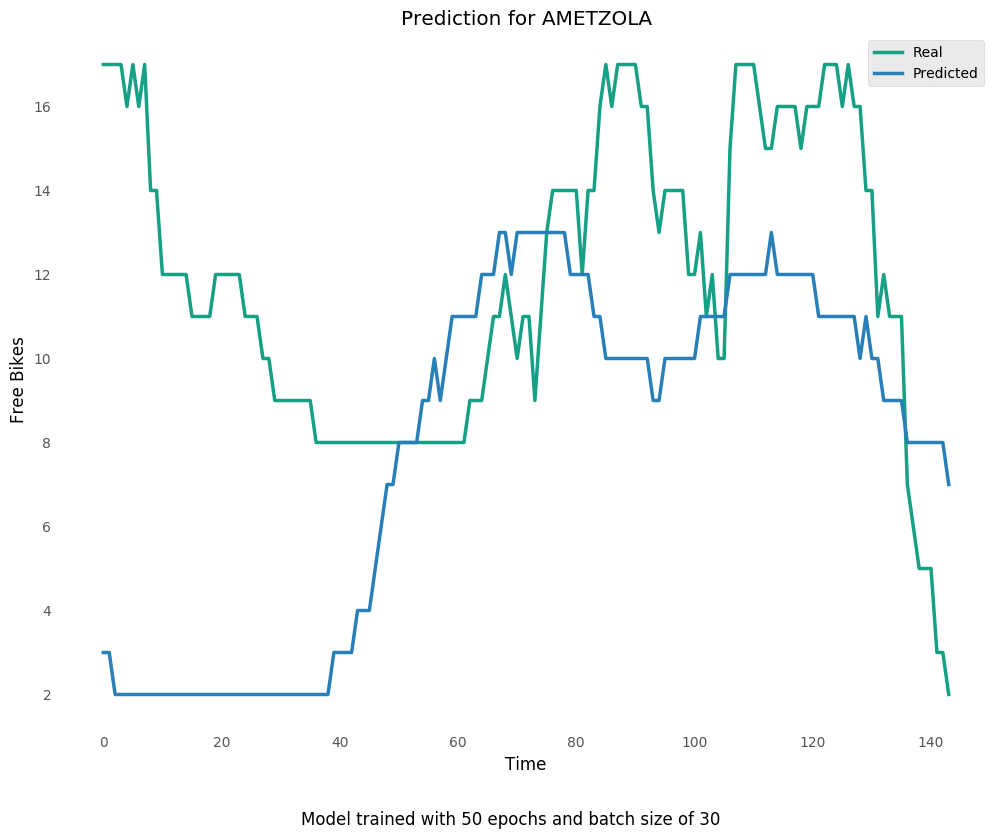 Prediction for AMETZOLA
Real
Predicted
Free Bikes
16
14
12
10
8
6
4
2
0 20 40 60 80 100 120 140
Time
Model trained with 50 epochs and batch size of 30